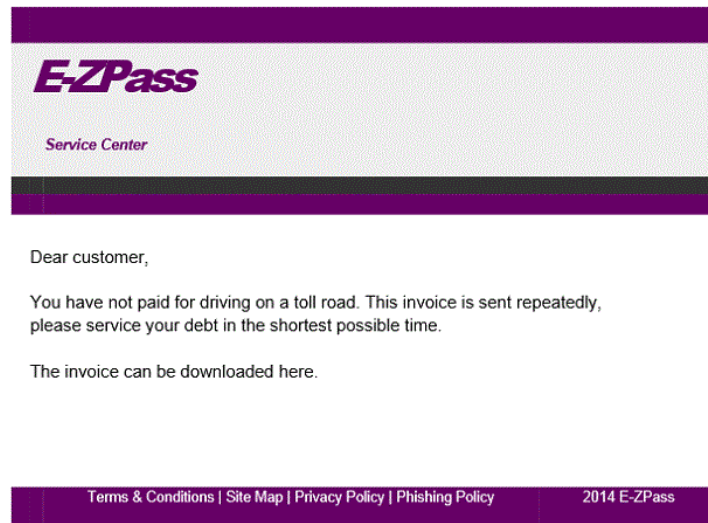 E-ZPass
Service Center
Dear customer,
You have not paid for driving on a toll road. This invoice is sent repeatedly,
please service your debt in the shortest possible time.
The invoice can be downloaded here.
Terms & Conditions | Site Map | Privacy Policy | Phishing Policy 2014 E-ZPass